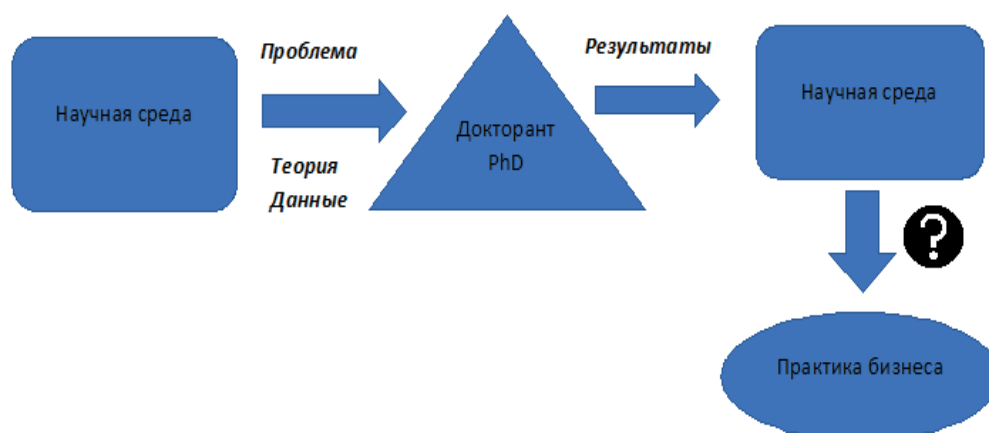 Научная среда
Проблема
Теория
Данные
Докторант
PhD
Результаты
Научная среда
?
Практика бизнеса